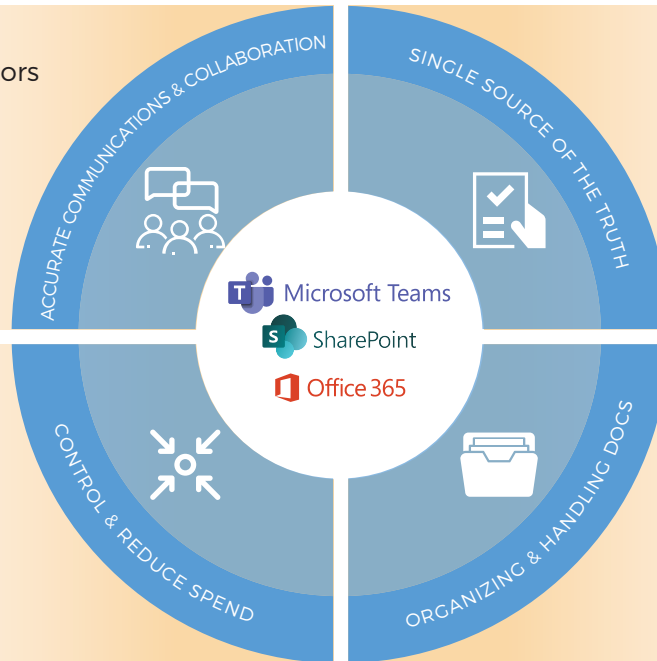 ors
ACCURATE COMMUNICATIONS & COLLABORATION
SINGLE SOURCE OF THE TRUTH
T
Microsoft Teams
S
SharePoint
Office 365
CONTROL & REDUCE SPEND
ORGANIZING & HANDLING DOCS